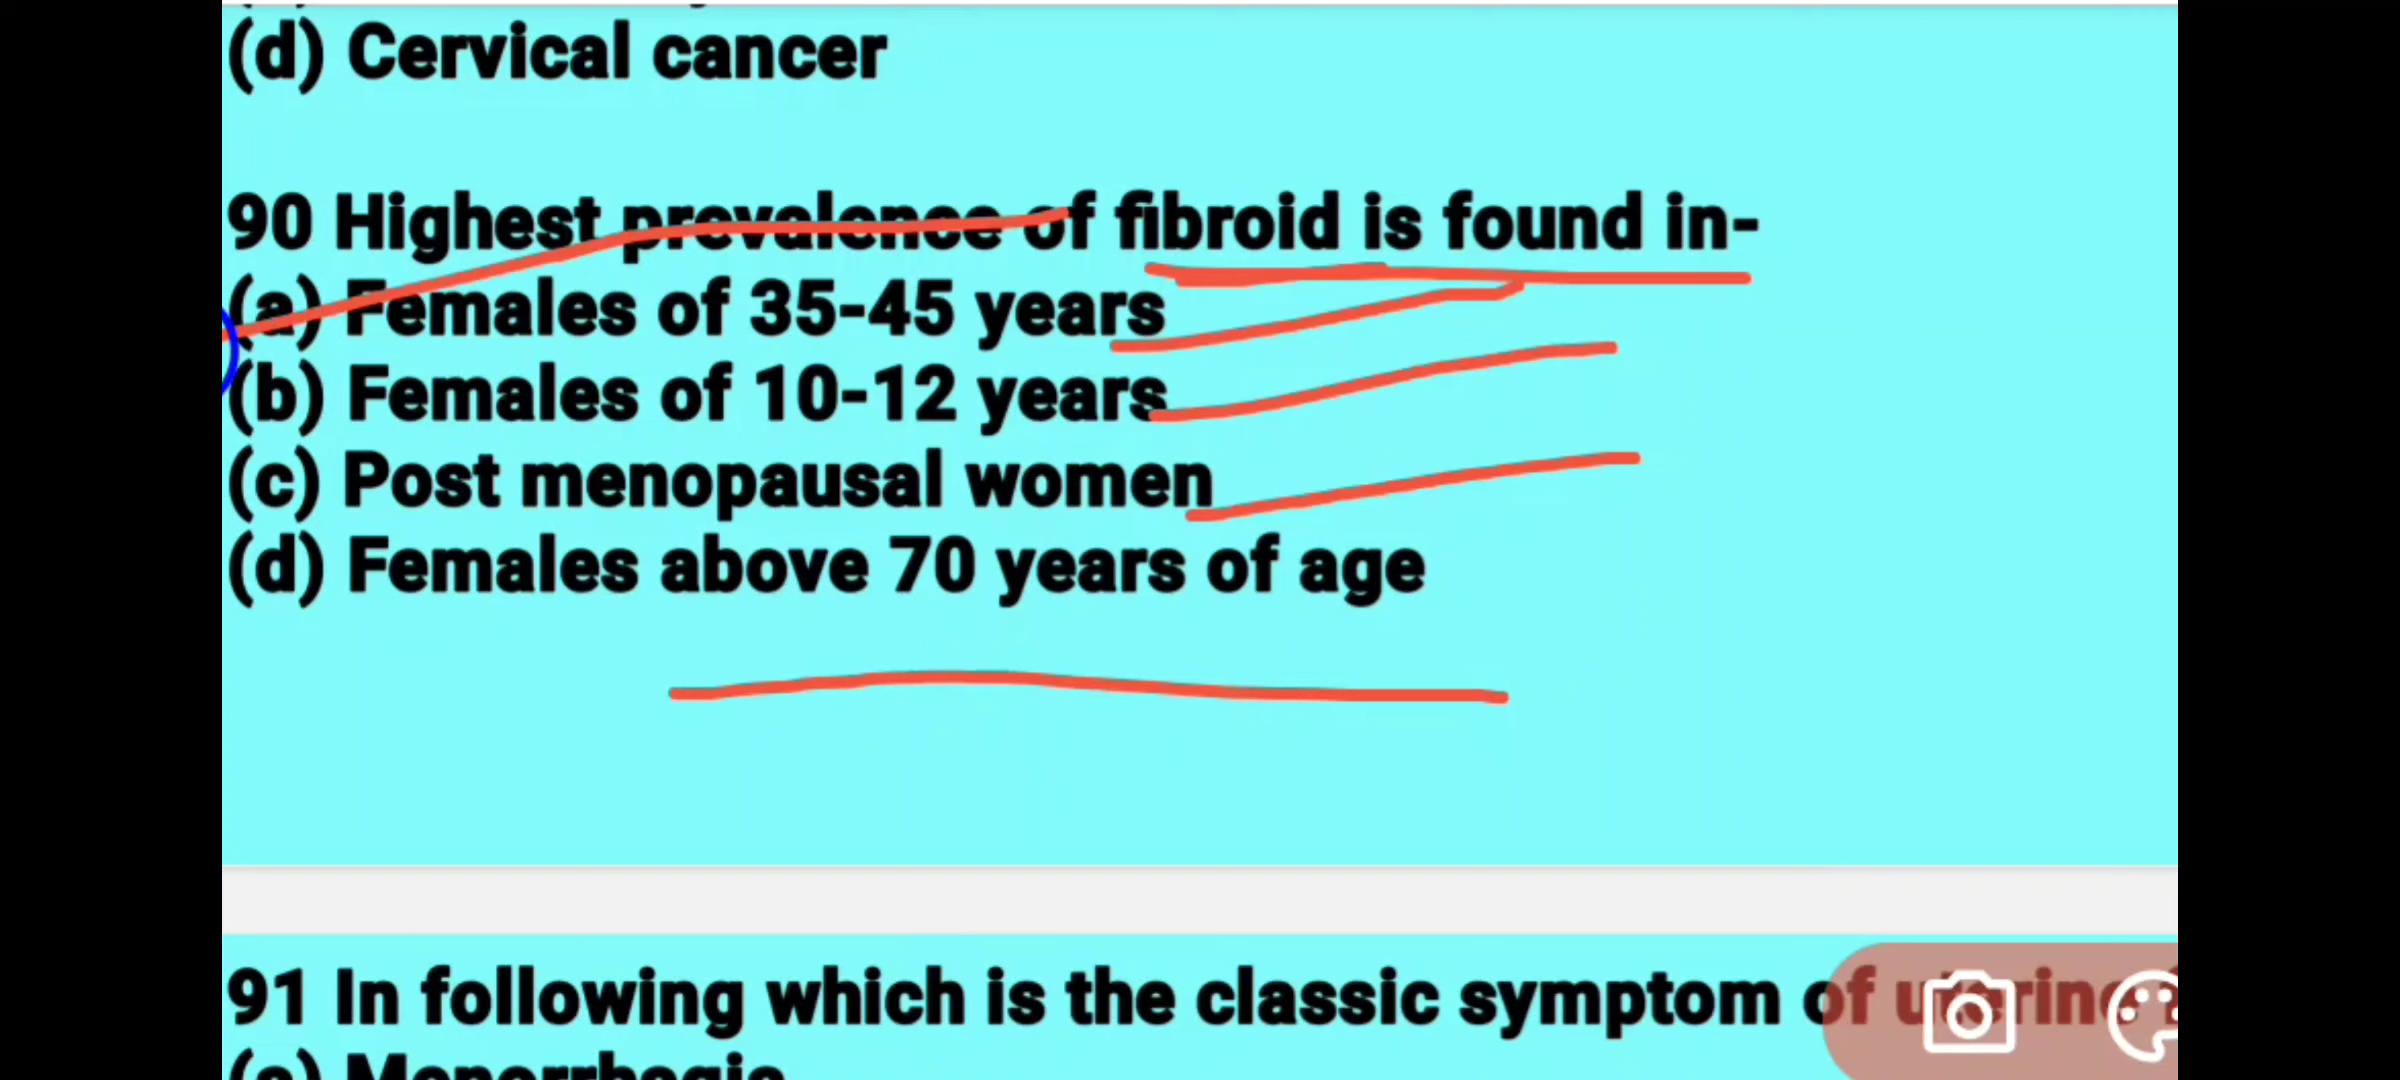 (d) Cervical cancer
90 Highest prevalence of fibroid is found in-
(a) Females of 35-45 years
(b) Females of 10-12 years
(c) Post menopausal women
(d) Females above 70 years of age
91 In following which is the classic symptom of uterine
(a) Menorrhagia